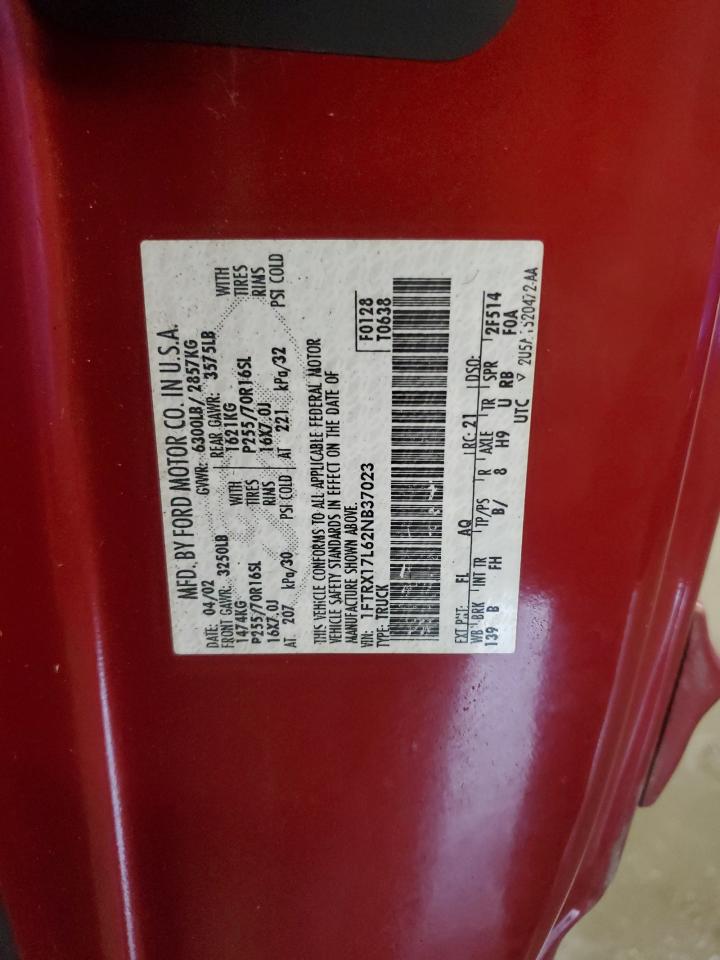 MFD. BY FORD MOTOR CO. IN U.S.A.
DATE: 04/02 GVWR: 6300LB/ 2857KG
FRONT GAWR: 3250LB REAR GAWR: 3575LB
1474KG WITH 1621KG WITH
P255/70R16SL TIRES P255/70R16SL TIRES
16X7.0J RIMS 16X7.0J RIMS
AT 207 kPa/30 PSI COLD AT 221 kPa/32 PSI COLD
THIS VEHICLE CONFORMS TO ALL APPLICABLE FEDERAL MOTOR
VEHICLE SAFETY STANDARDS IN EFFECT ON THE DATE OF
MANUFACTURE SHOWN ABOVE.
VIN: 1FTRX17L62NB37023 F0128
TYPE: TRUCK T0638
EXT PNT: FL AQ RC: 21 DSO:
WB BRK INT TR TP/PS R AXLE TR SPR 2F514
139 B FH B/ 8 H9 U RB F0A
UTC